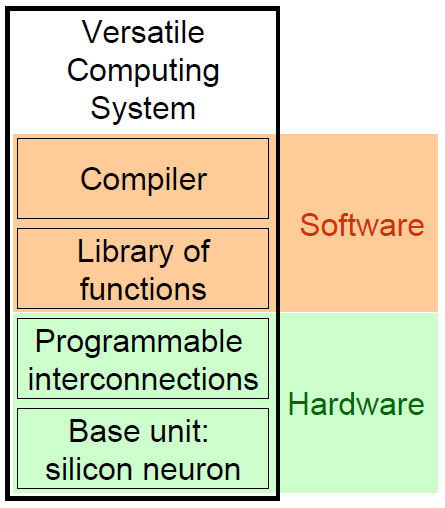 Versatile
Computing
System
Compiler
Software
Library of
functions
Programmable
interconnections
Hardware
Base unit:
silicon neuron